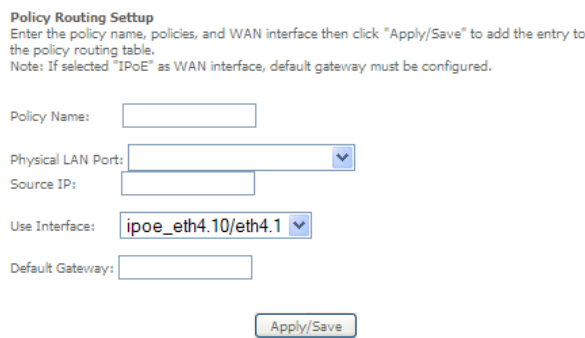 Policy Routing Setup
Enter the policy name, policies, and WAN interface then click "Apply/Save" to add the entry to
the policy routing table.
Note: If selected "IPoE" as WAN interface, default gateway must be configured.
Policy Name:
Physical LAN Port:
Source IP:
Use Interface: ipoe_eth4.10/eth4.1
Default Gateway:
Apply/Save